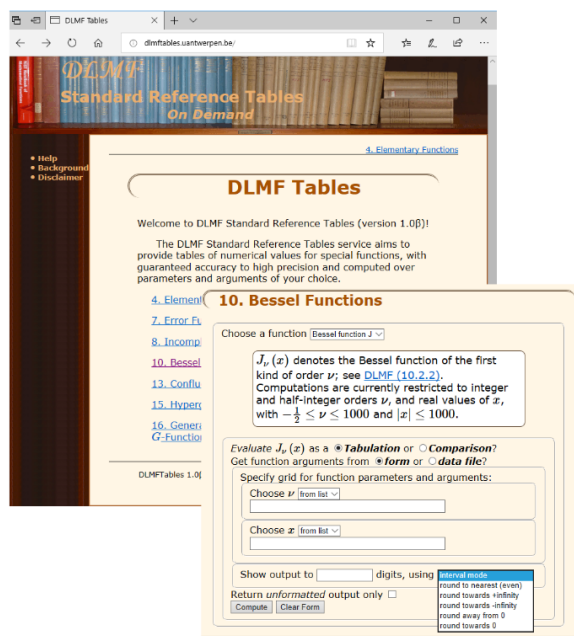 DLMF Tables
dlmftables.uantwerpen.be/
DLMF
Standard Reference Tables
On Demand
• Help
• Background
• Disclaimer
4. Elementary Functions
DLMF Tables
Welcome to DLMF Standard Reference Tables (version 1.0β)!
The DLMF Standard Reference Tables service aims to
provide tables of numerical values for special functions, with
guaranteed accuracy to high precision and computed over
parameters and arguments of your choice.
4. Element
7. Error Fu
8. Incomp
10. Bessel
13. Conflu
15. Hyperg
16. Genera
G-Function
DLMFTables 1.0β
10. Bessel Functions
Choose a function Bessel function J
J_ν (x) denotes the Bessel function of the first
kind of order ν; see DLMF (10.2.2).
Computations are currently restricted to integer
and half-integer orders ν, and real values of x,
with −1/2 ≤ ν ≤ 1000 and |x| ≤ 1000.
Evaluate J_ν (x) as a Tabulation or Comparison?
Get function arguments from form or data file?
Specify grid for function parameters and arguments:
Choose ν from list
Choose x from list
Show output to digits, using interval mode
round to nearest (even)
round towards +infinity
round towards -infinity
round away from 0
round towards 0
Return unformatted output only
Compute Clear Form